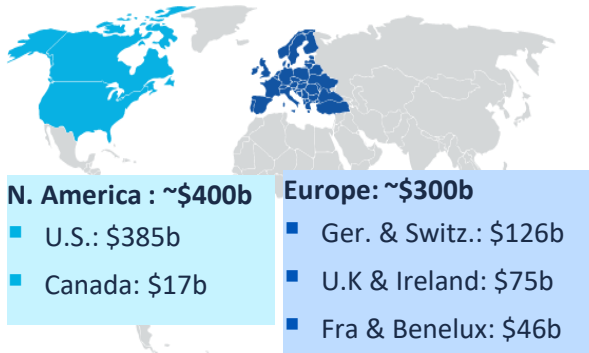 N. America : ~$400b
U.S.: $385b
Canada: $17b
Europe: ~$300b
Ger. & Switz.: $126b
U.K & Ireland: $75b
Fra & Benelux: $46b